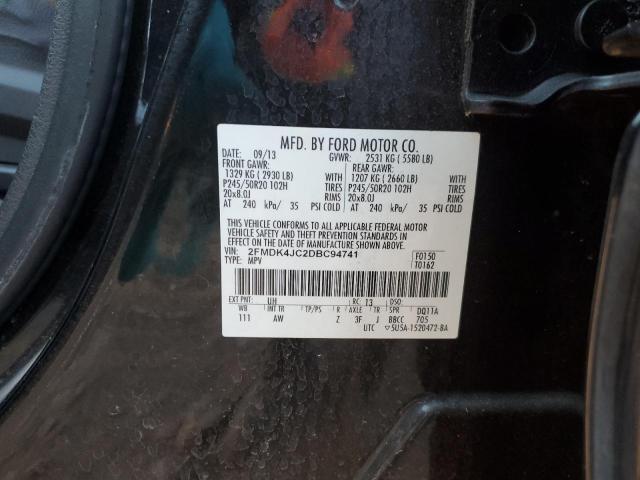 MFD. BY FORD MOTOR CO.
DATE: 09/13 GVWR: 2531 KG ( 5580 LB)
FRONT GAWR: REAR GAWR:
1329 KG ( 2930 LB) WITH 1207 KG ( 2660 LB) WITH
P245/50R20 102H TIRES P245/50R20 102H TIRES
20x8.0J RIMS 20x8.0J RIMS
AT 240 kPa/ 35 PSI COLD AT 240 kPa/ 35 PSI COLD
THIS VEHICLE CONFORMS TO ALL APPLICABLE FEDERAL MOTOR
VEHICLE SAFETY AND THEFT PREVENTION STANDARDS IN
EFFECT ON THE DATE OF MANUFACTURE SHOWN ABOVE.
VIN: 2FMDK4JC2DBC94741 F0150
TYPE: MPV T0162
EXT PNT: UH RC: 13 DSO:
WB INT TR TP/PS R AXLE TR SPR DQ11A
111 AW Z 3F J BBCC 705
UTC 5U5A-1520472-BA